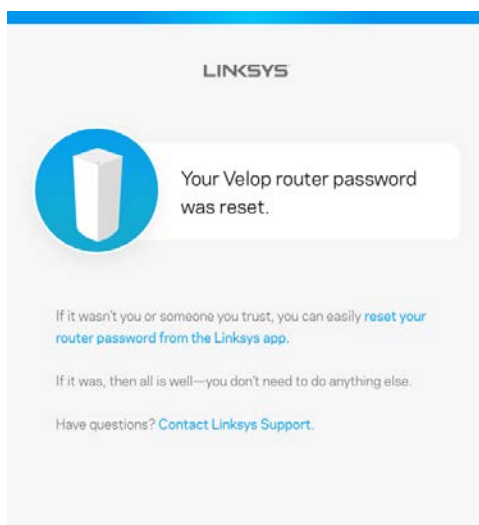 LINKSYS
Your Velop router password
was reset.
If it wasn't you or someone you trust, you can easily reset your
router password from the Linksys app.
If it was, then all is well—you don't need to do anything else.
Have questions? Contact Linksys Support.